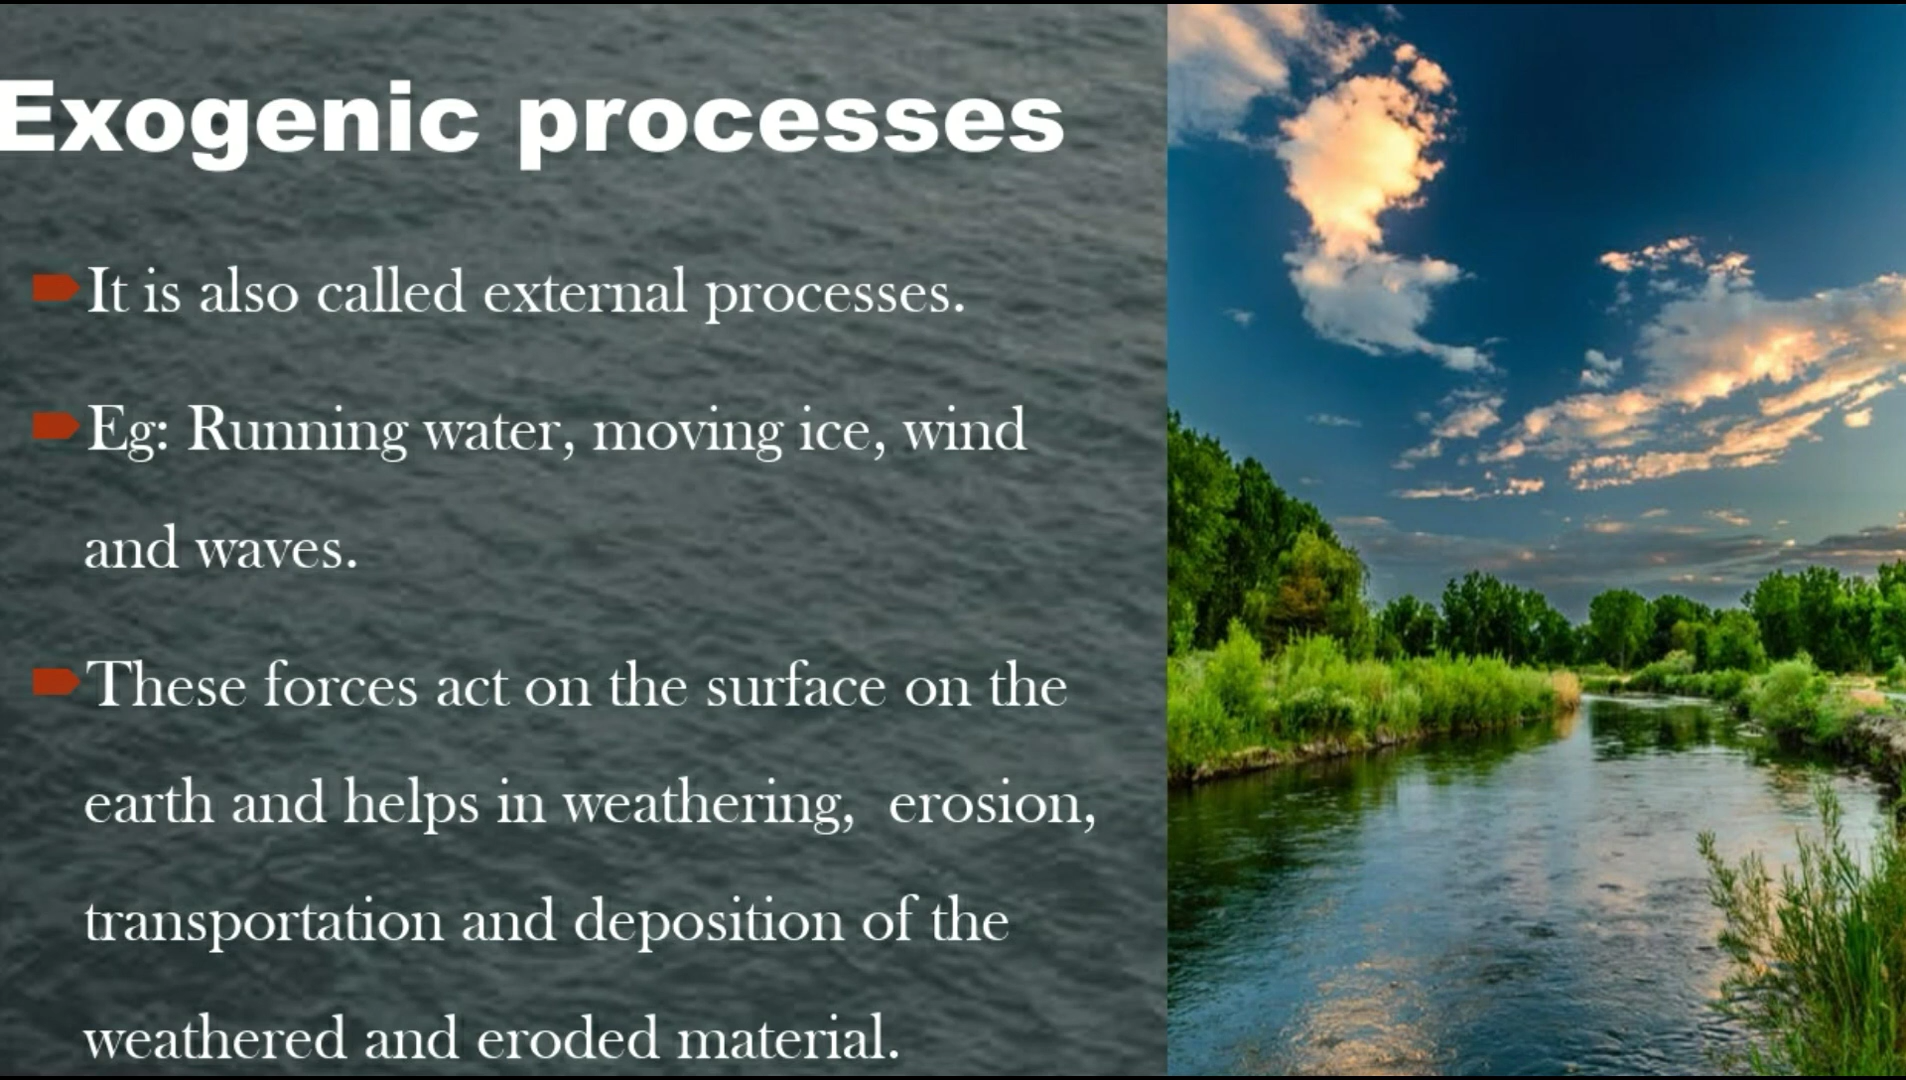 Exogenic processes
It is also called external processes.
Eg: Running water, moving ice, wind
and waves.
These forces act on the surface on the
earth and helps in weathering,  erosion,
transportation and deposition of the
weathered and eroded material.